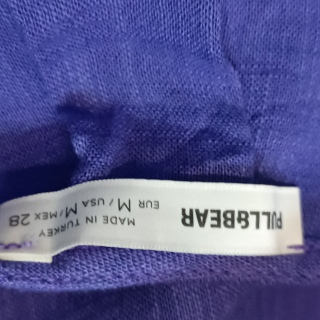 PULL&BEAR
EUR M / USA M / MEX 28
MADE IN TURKEY